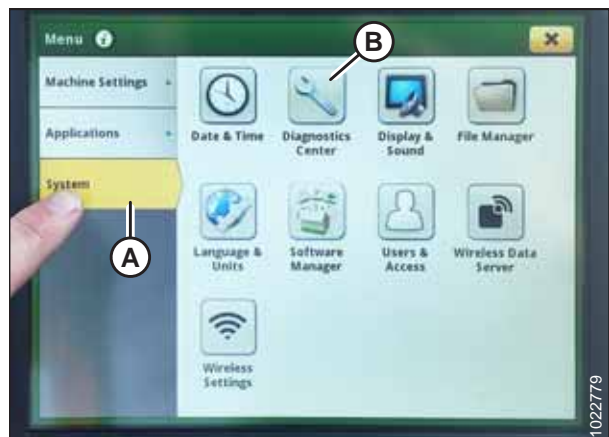 Menu i
B
Machine Settings
Applications
System
A
Date & Time
Diagnostics
Center
Display &
Sound
File Manager
Language &
Units
Software
Manager
Users &
Access
Wireless Data
Server
Wireless
Settings
1022779